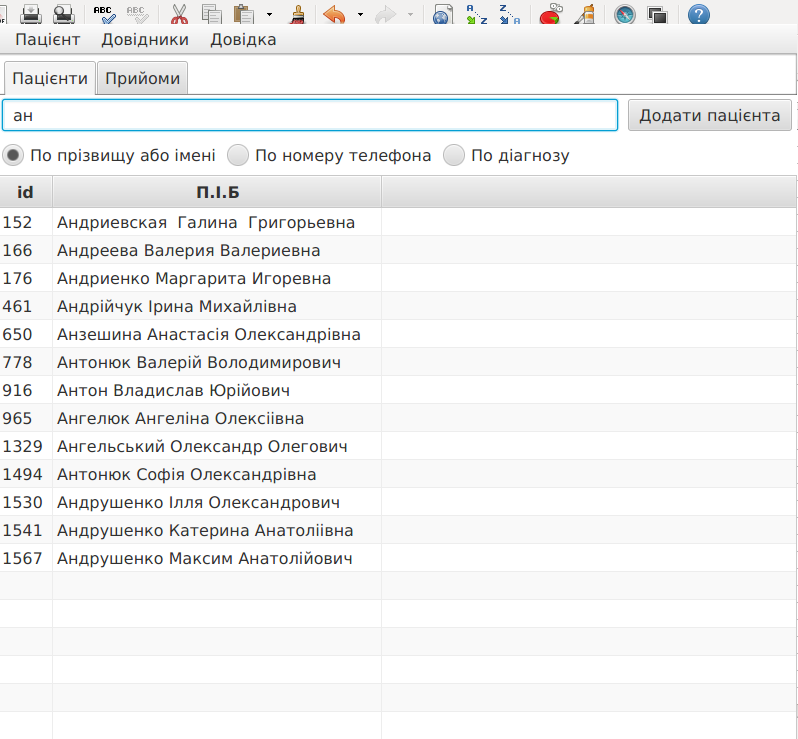 ABC ABC A Z Z A ?
Пацієнт Довідники Довідка
Пацієнти Прийоми
ан Додати пацієнта
По прізвищу або імені По номеру телефона По діагнозу
id П.І.Б
152 Андриевская Галина Григорьевна
166 Андреева Валерия Валериевна
176 Андриенко Маргарита Игоревна
461 Андрійчук Ірина Михайлівна
650 Анзешина Анастасія Олександрівна
778 Антонюк Валерій Володимирович
916 Антон Владислав Юрійович
965 Ангелюк Ангеліна Олексіівна
1329 Ангельський Олександр Олегович
1494 Антонюк Софія Олександрівна
1530 Андрушенко Ілля Олександрович
1541 Андрушенко Катерина Анатоліівна
1567 Андрушенко Максим Анатолійович